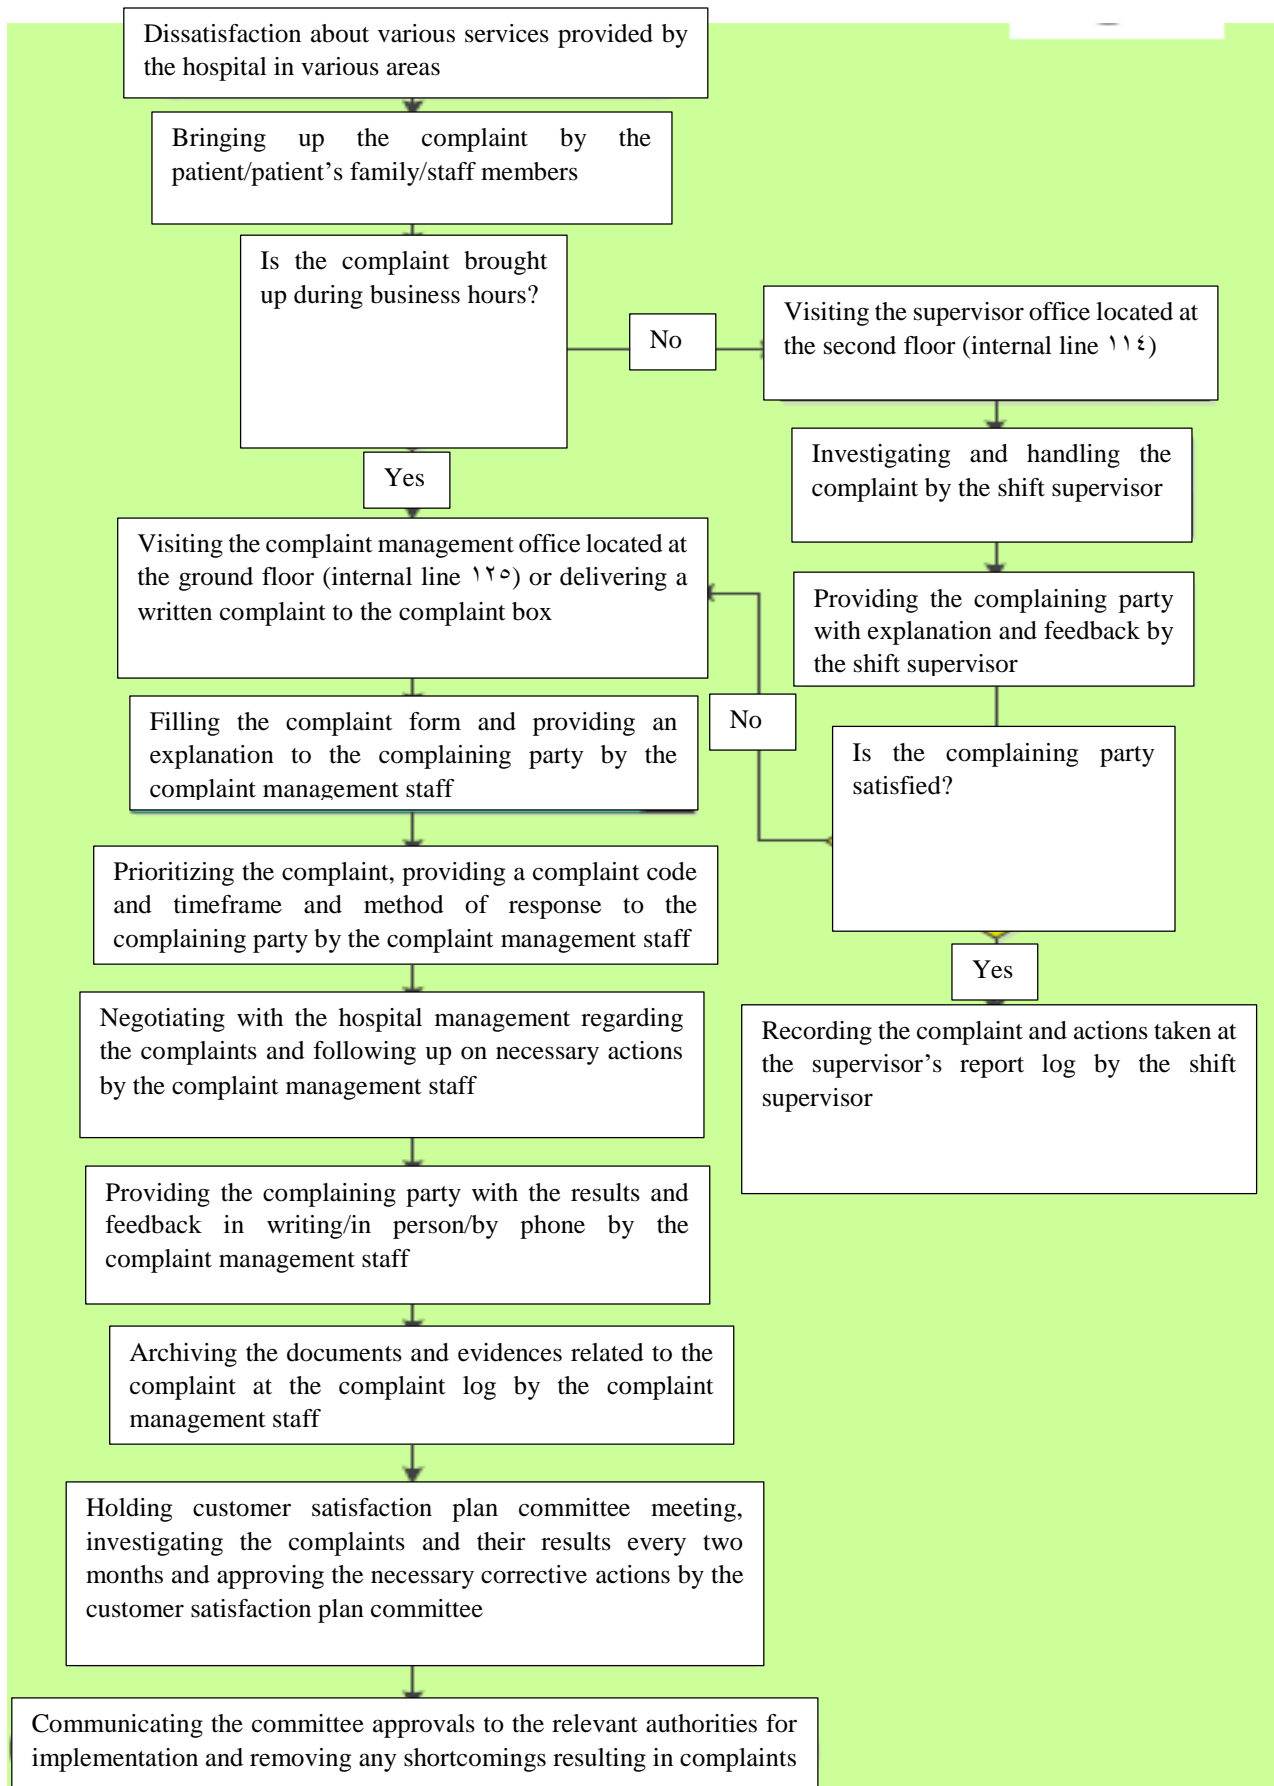 Dissatisfaction about various services provided by
the hospital in various areas
Bringing up the complaint by the
patient/patient’s family/staff members
Is the complaint brought
up during business hours?
No
Visiting the supervisor office located at
the second floor (internal line ١١٤)
Investigating and handling the
complaint by the shift supervisor
Providing the complaining party
with explanation and feedback by
the shift supervisor
Is the complaining party
satisfied?
No
Yes
Recording the complaint and actions taken at
the supervisor’s report log by the shift
supervisor
Yes
Visiting the complaint management office located at
the ground floor (internal line ١٢٥) or delivering a
written complaint to the complaint box
Filling the complaint form and providing an
explanation to the complaining party by the
complaint management staff
Prioritizing the complaint, providing a complaint code
and timeframe and method of response to the
complaining party by the complaint management staff
Negotiating with the hospital management regarding
the complaints and following up on necessary actions
by the complaint management staff
Providing the complaining party with the results and
feedback in writing/in person/by phone by the
complaint management staff
Archiving the documents and evidences related to the
complaint at the complaint log by the complaint
management staff
Holding customer satisfaction plan committee meeting,
investigating the complaints and their results every two
months and approving the necessary corrective actions by the
customer satisfaction plan committee
Communicating the committee approvals to the relevant authorities for
implementation and removing any shortcomings resulting in complaints